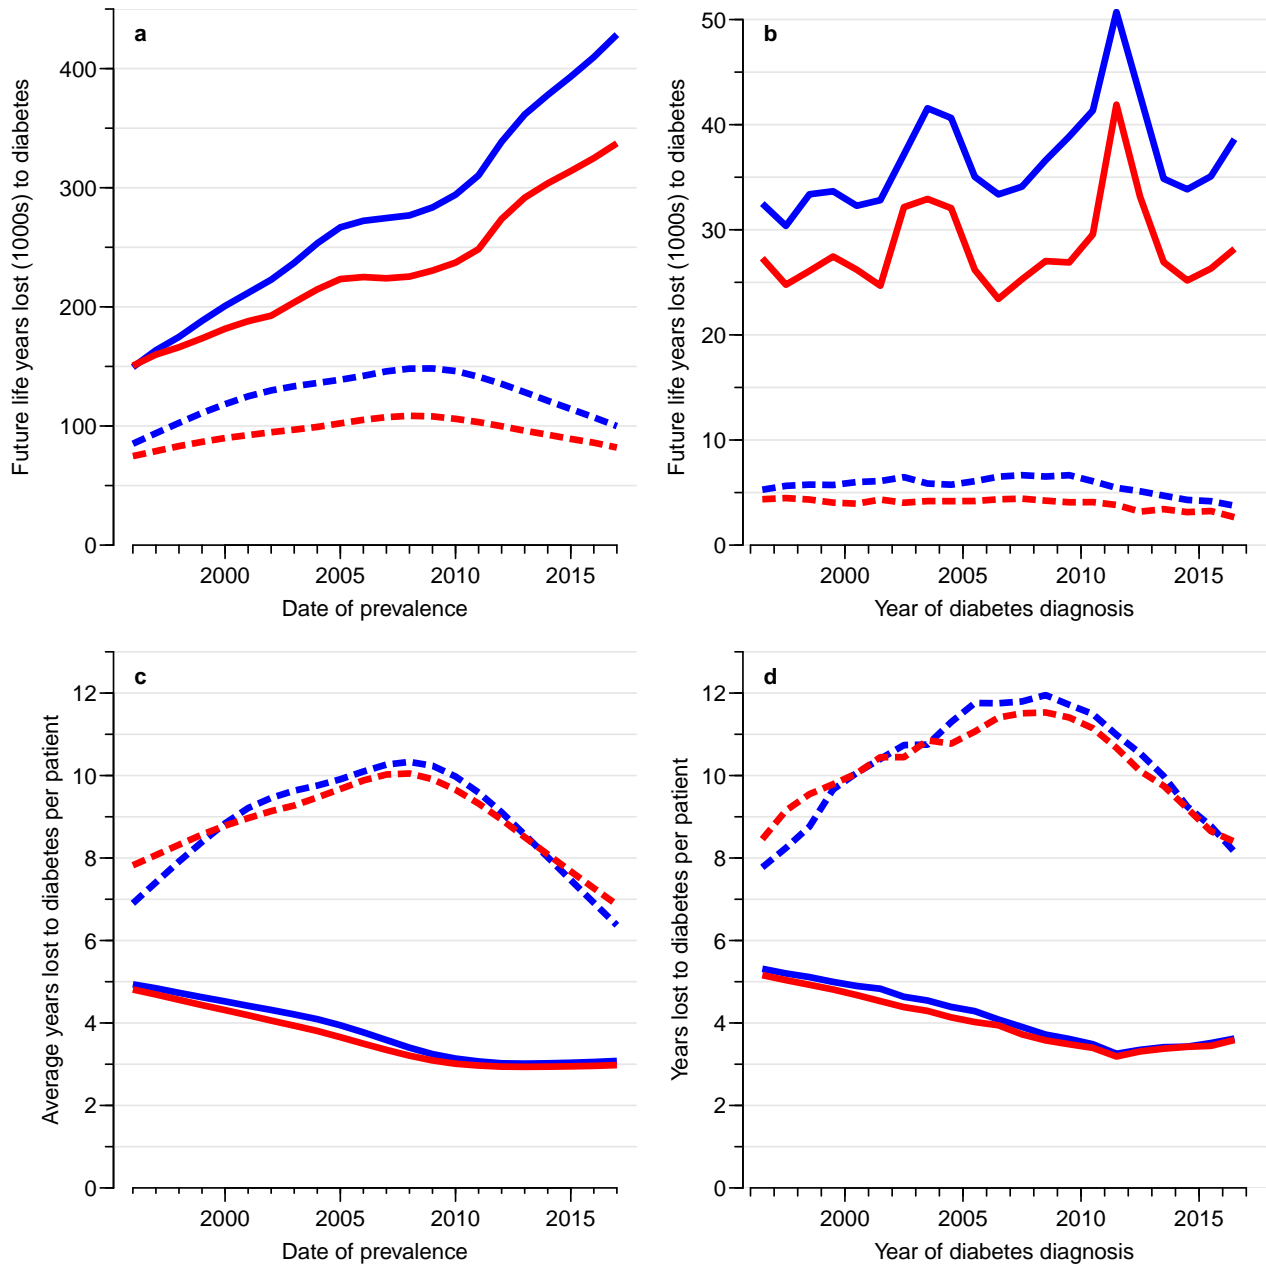 a
Future life years lost (1000s) to diabetes
400
300
200
100
0
2000 2005 2010 2015
Date of prevalence
b
Future life years lost (1000s) to diabetes
50
40
30
20
10
0
2000 2005 2010 2015
Year of diabetes diagnosis
c
Average years lost to diabetes per patient
12
10
8
6
4
2
0
2000 2005 2010 2015
Date of prevalence
d
Years lost to diabetes per patient
12
10
8
6
4
2
0
2000 2005 2010 2015
Year of diabetes diagnosis